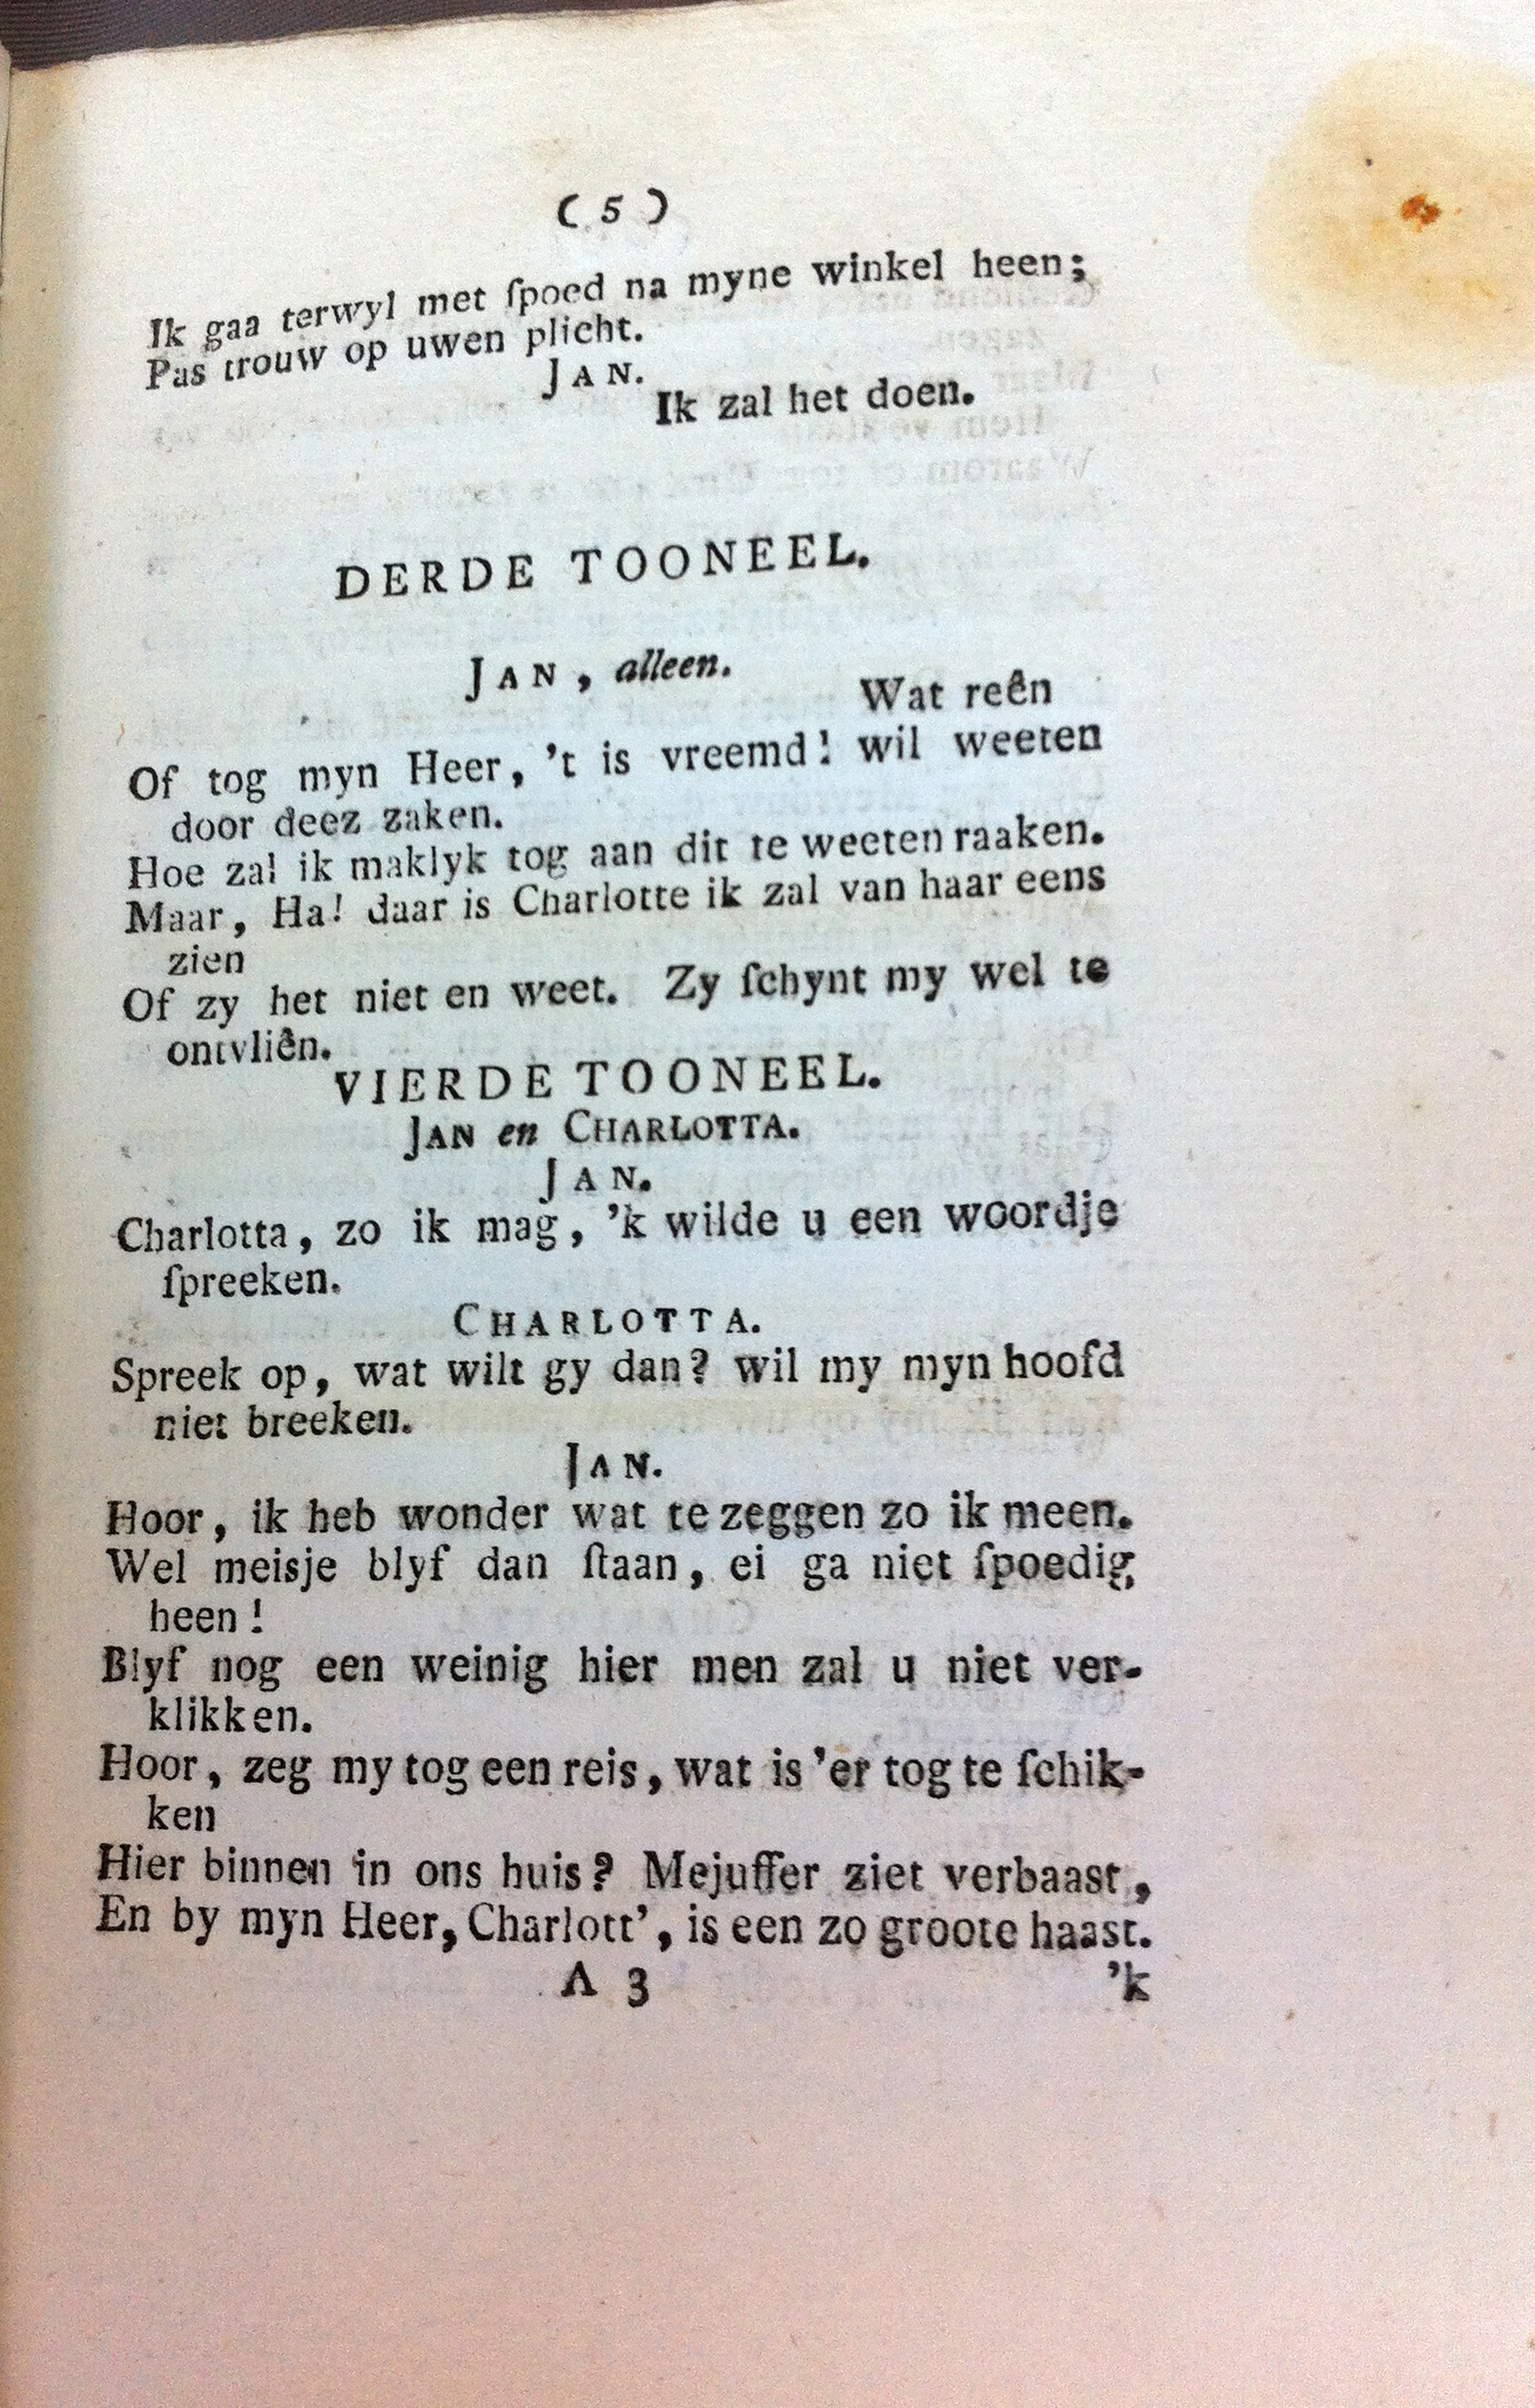 ( 5 )
Ik gaa terwyl met ſpoed na myne winkel heen;
Pas trouw op uwen plicht.
JAN.
Ik zal het doen.
DERDE TOONEEL.
JAN, alleen.
Wat reên
Of tog myn Heer, 't is vreemd! wil weeten
door deez zaken.
Hoe zal ik maklyk tog aan dit te weeten raaken.
Maar, Ha! daar is Charlotte ik zal van haar eens
zien
Of zy het niet en weet. Zy ſchynt my wel te
ontvliên.
VIERDE TOONEEL.
JAN en CHARLOTTA.
JAN.
Charlotta, zo ik mag, 'k wilde u een woordje
ſpreeken.
CHARLOTTA.
Spreek op, wat wilt gy dan? wil my myn hoofd
niet breeken.
JAN.
Hoor, ik heb wonder wat te zeggen zo ik meen.
Wel meisje blyf dan ſtaan, ei ga niet ſpoedig
heen!
Blyf nog een weinig hier men zal u niet ver-
klikken.
Hoor, zeg my tog een reis, wat is 'er tog te ſchik-
ken
Hier binnen in ons huis? Mejuffer ziet verbaast,
En by myn Heer, Charlott', is een zo groote haast.
A 3 'k